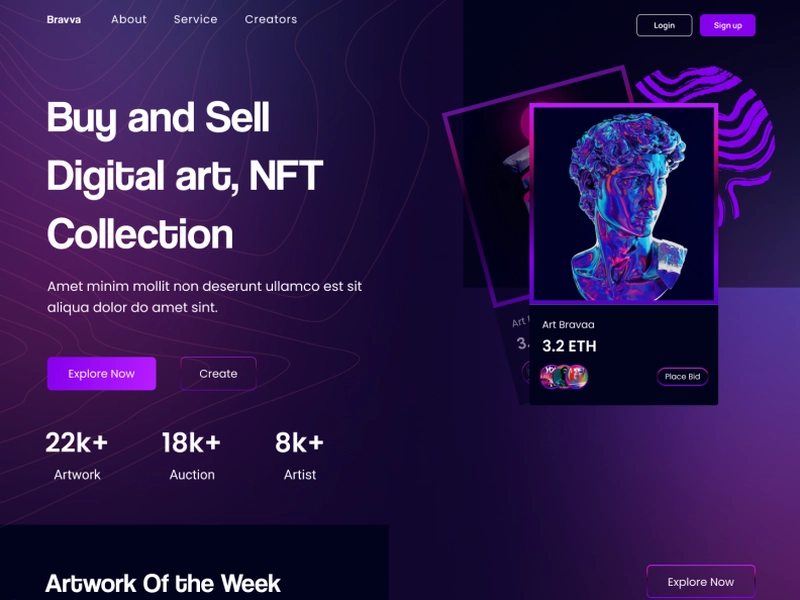 Bravva
About
Service
Creators
Login
Sign up
Buy and Sell
Digital art, NFT
Collection
Amet minim mollit non deserunt ullamco est sit
aliqua dolor do amet sint.
Explore Now
Create
22k+
18k+
8k+
Artwork
Auction
Artist
Art
3.
Art Bravaa
3.2 ETH
Place Bid
Artwork Of the Week
Explore Now